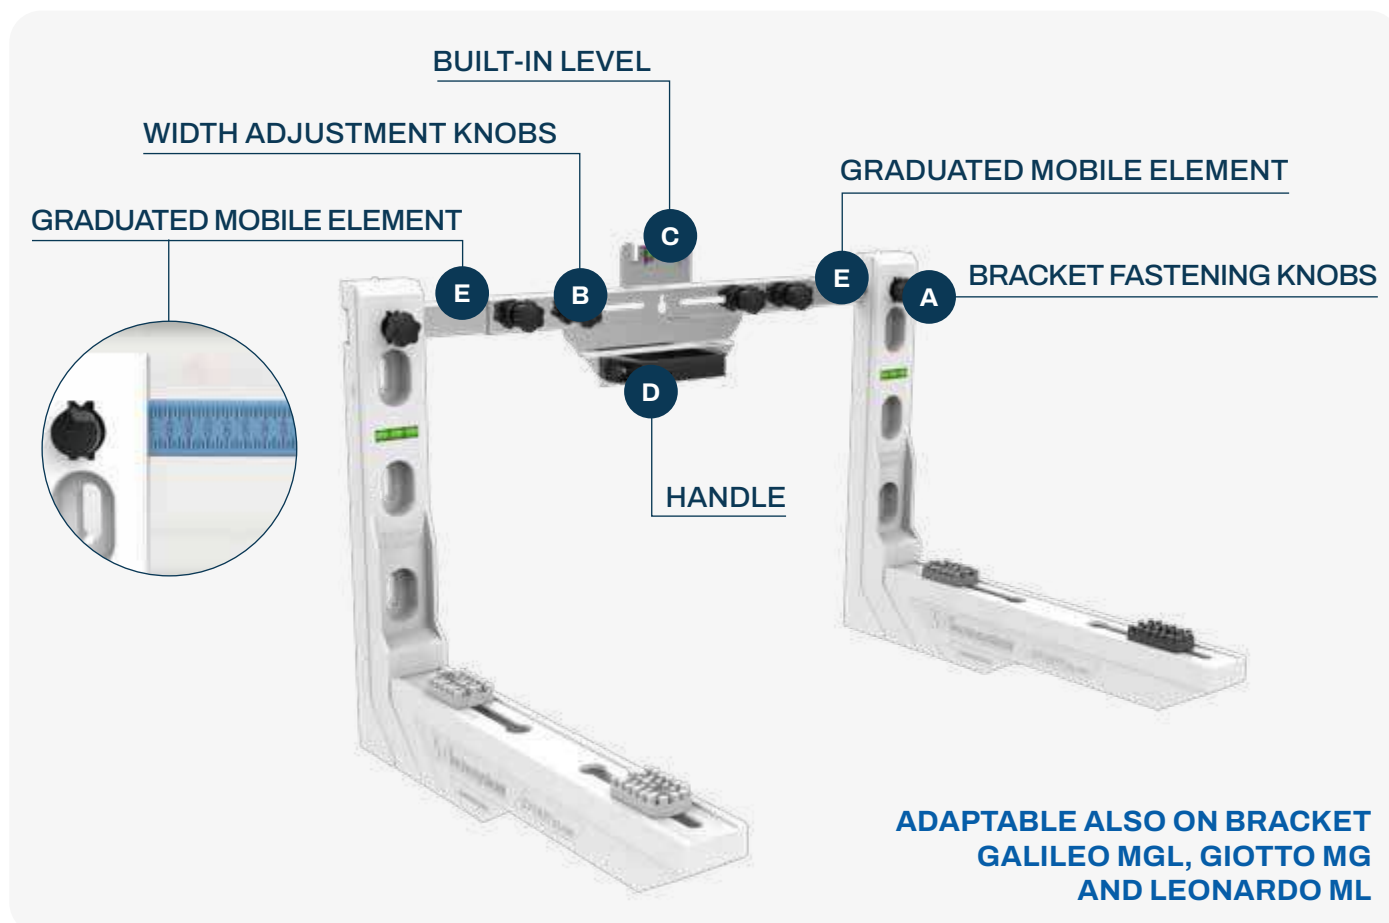 BUILT-IN LEVEL
WIDTH ADJUSTMENT KNOBS
GRADUATED MOBILE ELEMENT
GRADUATED MOBILE ELEMENT
C
E
B
E
A
BRACKET FASTENING KNOBS
D
HANDLE
ADAPTABLE ALSO ON BRACKET
GALILEO MGL, GIOTTO MG
AND LEONARDO ML